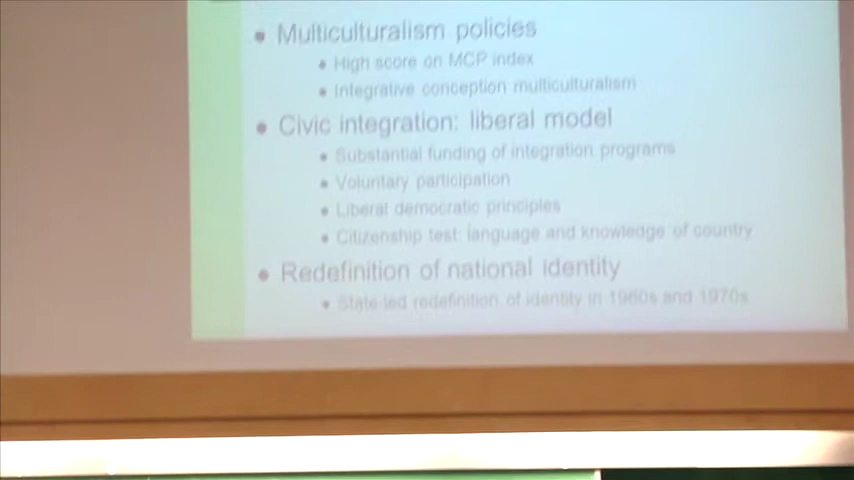 • Multiculturalism policies
• High score on MCP index
• Integrative conception multiculturalism
• Civic integration: liberal model
• Substantial funding of integration programs
• Voluntary participation
• Liberal democratic principles
• Citizenship test: language and knowledge of country
• Redefinition of national identity
• State-led redefinition of identity in 1960s and 1970s